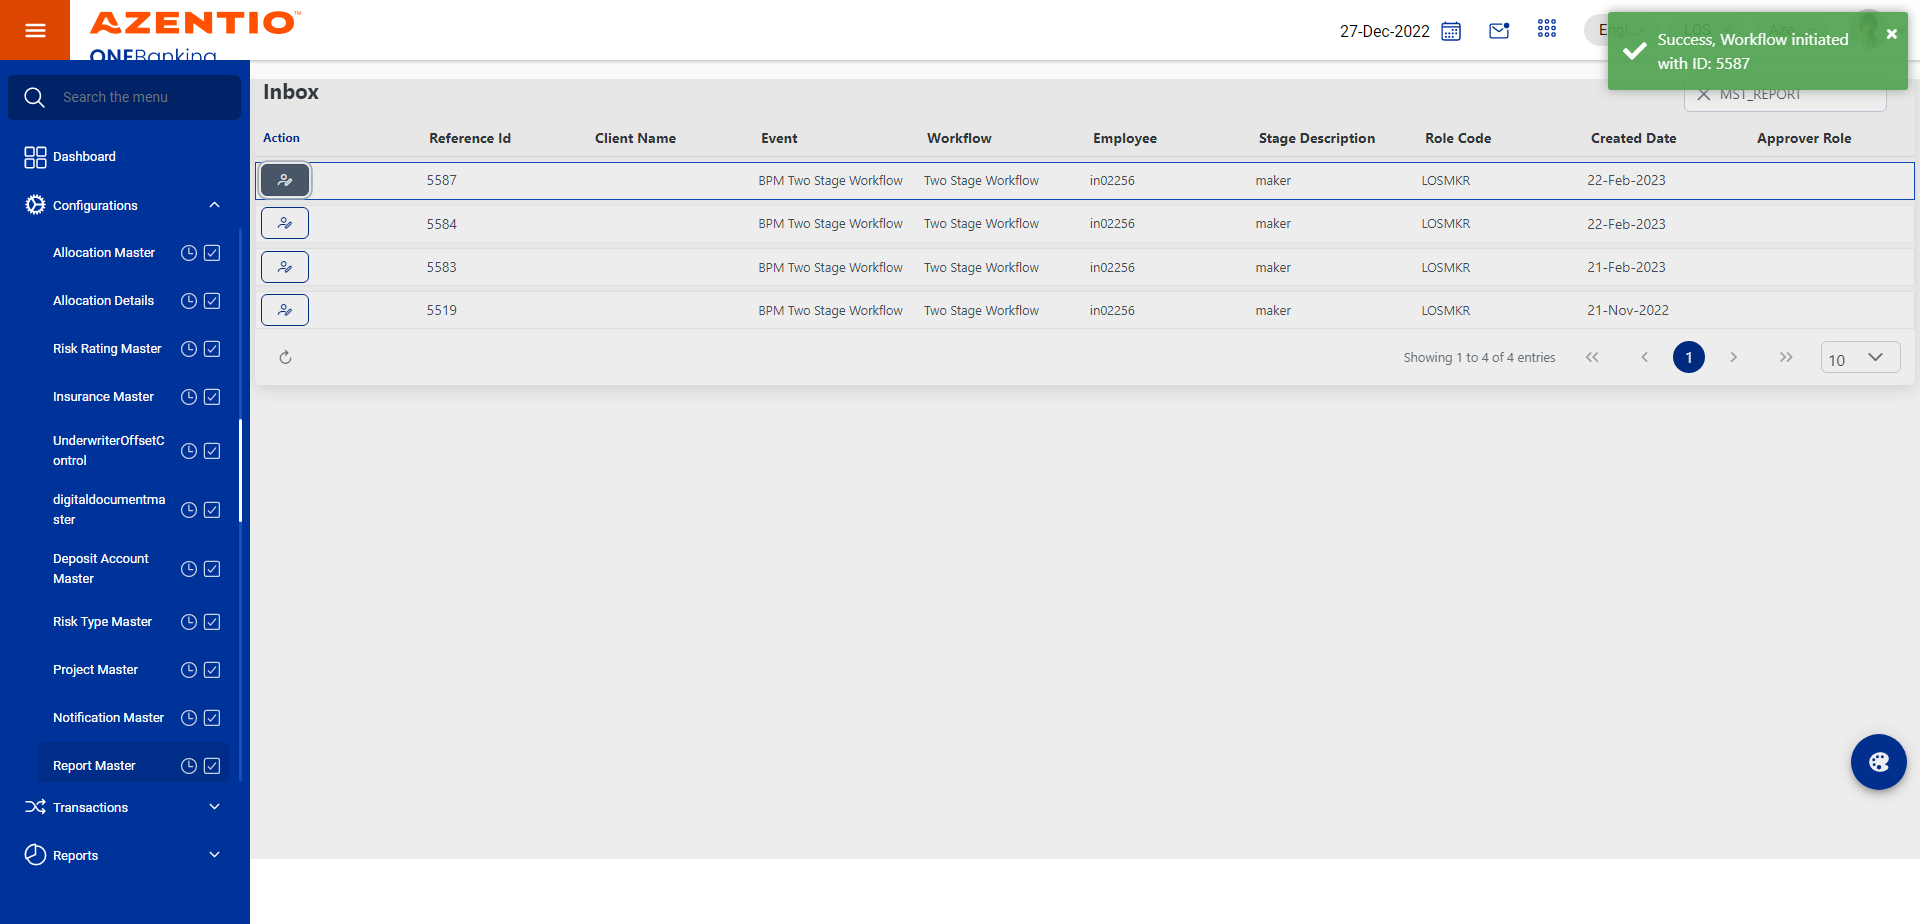 AZENTIO™
ONEBanking
27-Dec-2022
Success, Workflow initiated
with ID: 5587
Search the menu
Dashboard
Configurations
Allocation Master
Allocation Details
Risk Rating Master
Insurance Master
UnderwriterOffsetC
ontrol
digitaldocumentma
ster
Deposit Account
Master
Risk Type Master
Project Master
Notification Master
Report Master
Transactions
Reports
Inbox
MST_REPORT
Action Reference Id Client Name Event Workflow Employee Stage Description Role Code Created Date Approver Role
5587 BPM Two Stage Workflow Two Stage Workflow in02256 maker LOSMKR 22-Feb-2023
5584 BPM Two Stage Workflow Two Stage Workflow in02256 maker LOSMKR 22-Feb-2023
5583 BPM Two Stage Workflow Two Stage Workflow in02256 maker LOSMKR 21-Feb-2023
5519 BPM Two Stage Workflow Two Stage Workflow in02256 maker LOSMKR 21-Nov-2022
Showing 1 to 4 of 4 entries
1
10